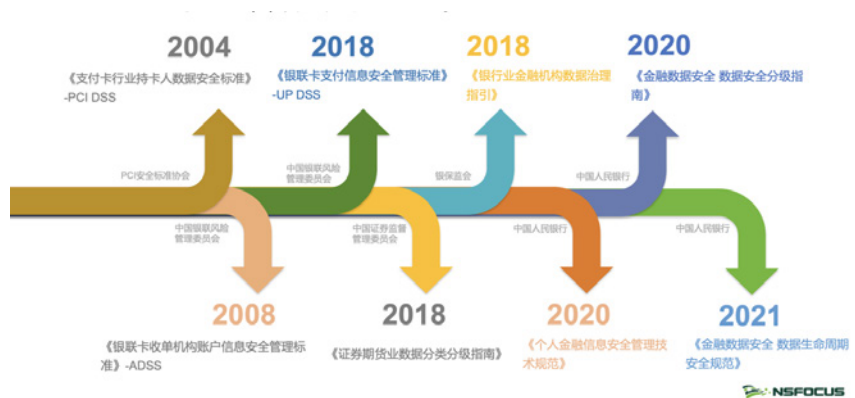 2004
2018
2018
2020
《支付卡行业持卡人数据安全标准》
-PCI DSS
《银联卡支付信息安全管理标准》
-UP DSS
《银行业金融机构数据治理
指引》
《金融数据安全 数据安全分级指
南》
PCI安全标准协会
中国银联风险
管理委员会
银保监会
中国人民银行
中国银联风险
管理委员会
中国证券监督
管理委员会
中国人民银行
中国人民银行
2008
2018
2020
2021
《银联卡收单机构账户信息安全管理标
准》-ADSS
《证券期货业数据分类分级指南》
《个人金融信息安全管理技
术规范》
《金融数据安全 数据生命周期
安全规范》
NSFOCUS